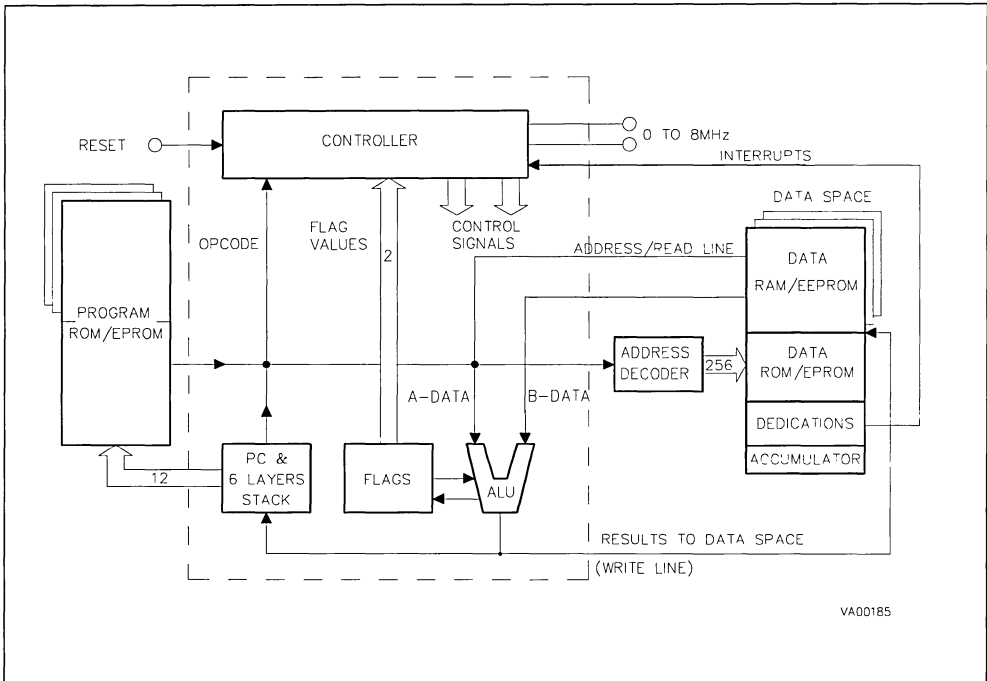 CONTROLLER
RESET
0 TO 8MHz
INTERRUPTS
DATA SPACE
OPCODE
FLAG
VALUES
2
CONTROL
SIGNALS
ADDRESS/READ LINE
DATA
RAM/EEPROM
PROGRAM
ROM/EPROM
ADDRESS
DECODER
256
DATA
ROM/EPROM
A-DATA
B-DATA
DEDICATIONS
ACCUMULATOR
PC &
6 LAYERS
STACK
12
FLAGS
ALU
RESULTS TO DATA SPACE
(WRITE LINE)
VA00185